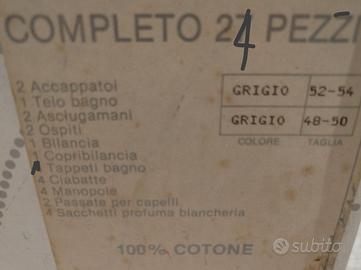 COMPLETO 24 PEZZI
2 Accappatoi
1 Telo bagno
2 Asciugamani
2 Ospiti
1 Bilancia
1 Copribilancia
1 Tappeti bagno
4 Ciabatte
4 Manopole
2 Passate per capelli
4 Sacchetti profuma biancheria
GRIGIO 52-54
GRIGIO 48-50
COLORE TAGLIA
100% COTONE
subito